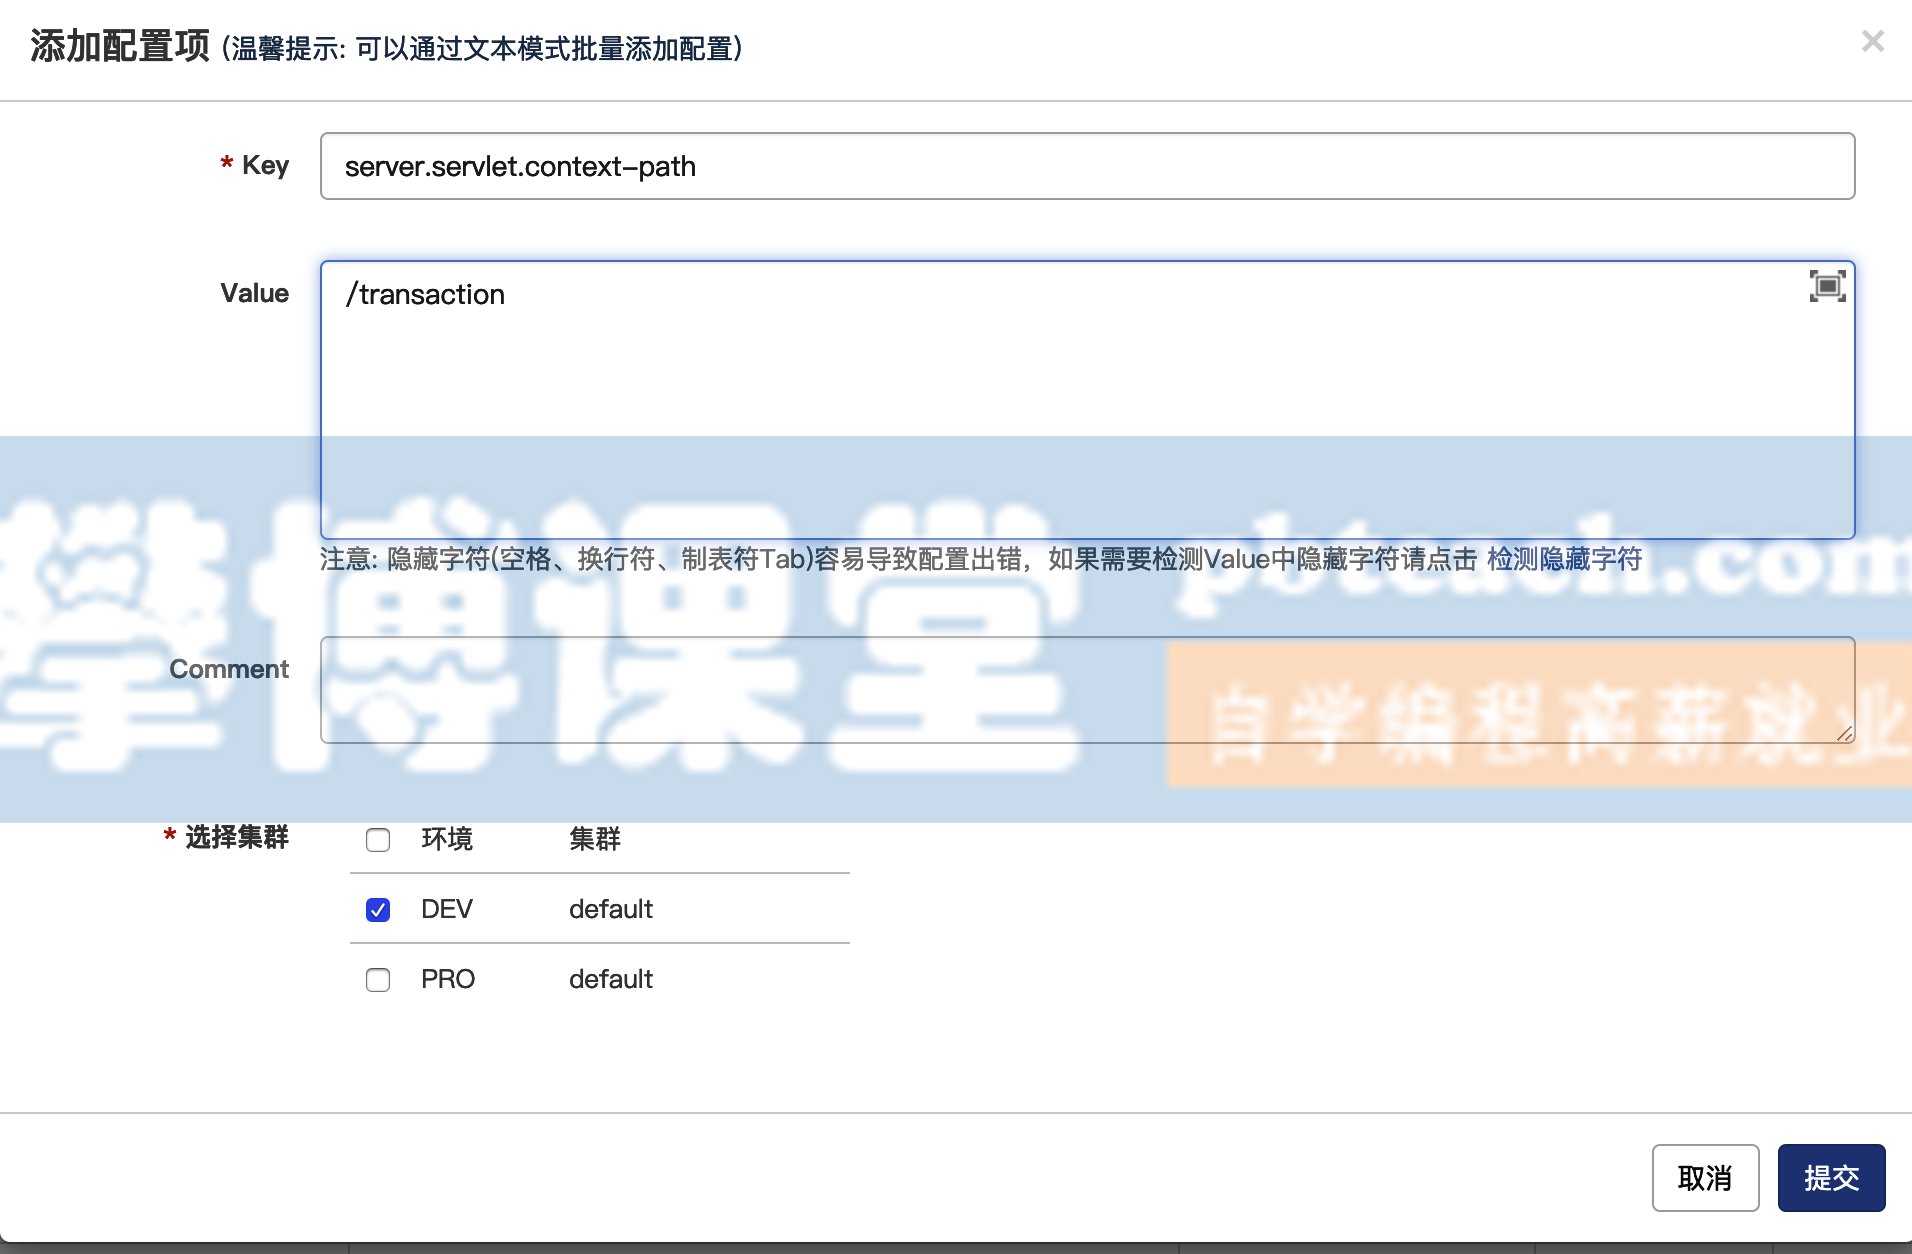 添加配置项 (温馨提示: 可以通过文本模式批量添加配置)
* Key
server.servlet.context-path
Value
/transaction
注意: 隐藏字符(空格、换行符、制表符Tab)容易导致配置出错，如果需要检测Value中隐藏字符请点击 检测隐藏字符
攀博课堂
pbteach.com
Comment
自学编程高薪就业
* 选择集群
环境 集群
DEV default
PRO default
取消 提交